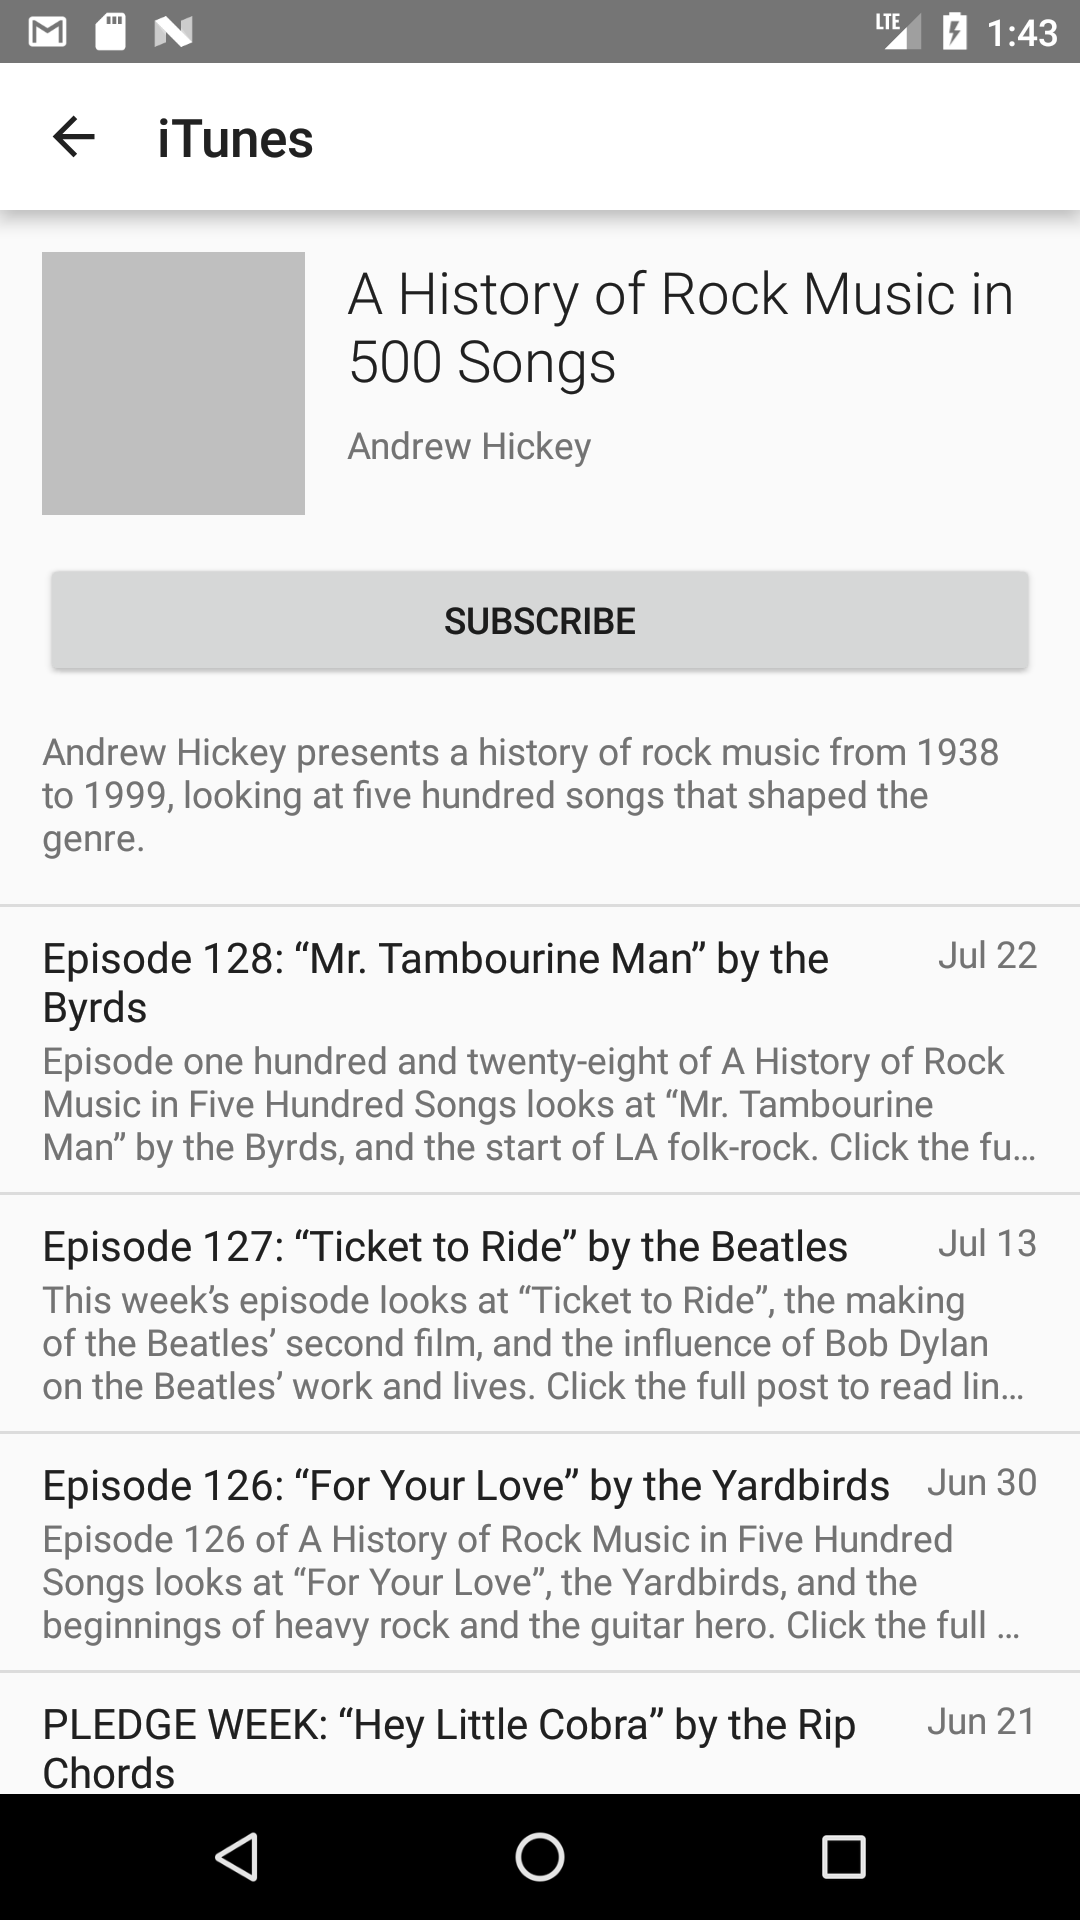 LTE 1:43
iTunes
A History of Rock Music in
500 Songs
Andrew Hickey
SUBSCRIBE
Andrew Hickey presents a history of rock music from 1938
to 1999, looking at five hundred songs that shaped the
genre.
Episode 128: “Mr. Tambourine Man” by the
Byrds
Jul 22
Episode one hundred and twenty-eight of A History of Rock
Music in Five Hundred Songs looks at “Mr. Tambourine
Man” by the Byrds, and the start of LA folk-rock. Click the fu…
Episode 127: “Ticket to Ride” by the Beatles
Jul 13
This week’s episode looks at “Ticket to Ride”, the making
of the Beatles’ second film, and the influence of Bob Dylan
on the Beatles’ work and lives. Click the full post to read lin…
Episode 126: “For Your Love” by the Yardbirds
Jun 30
Episode 126 of A History of Rock Music in Five Hundred
Songs looks at “For Your Love”, the Yardbirds, and the
beginnings of heavy rock and the guitar hero. Click the full …
PLEDGE WEEK: “Hey Little Cobra” by the Rip
Chords
Jun 21